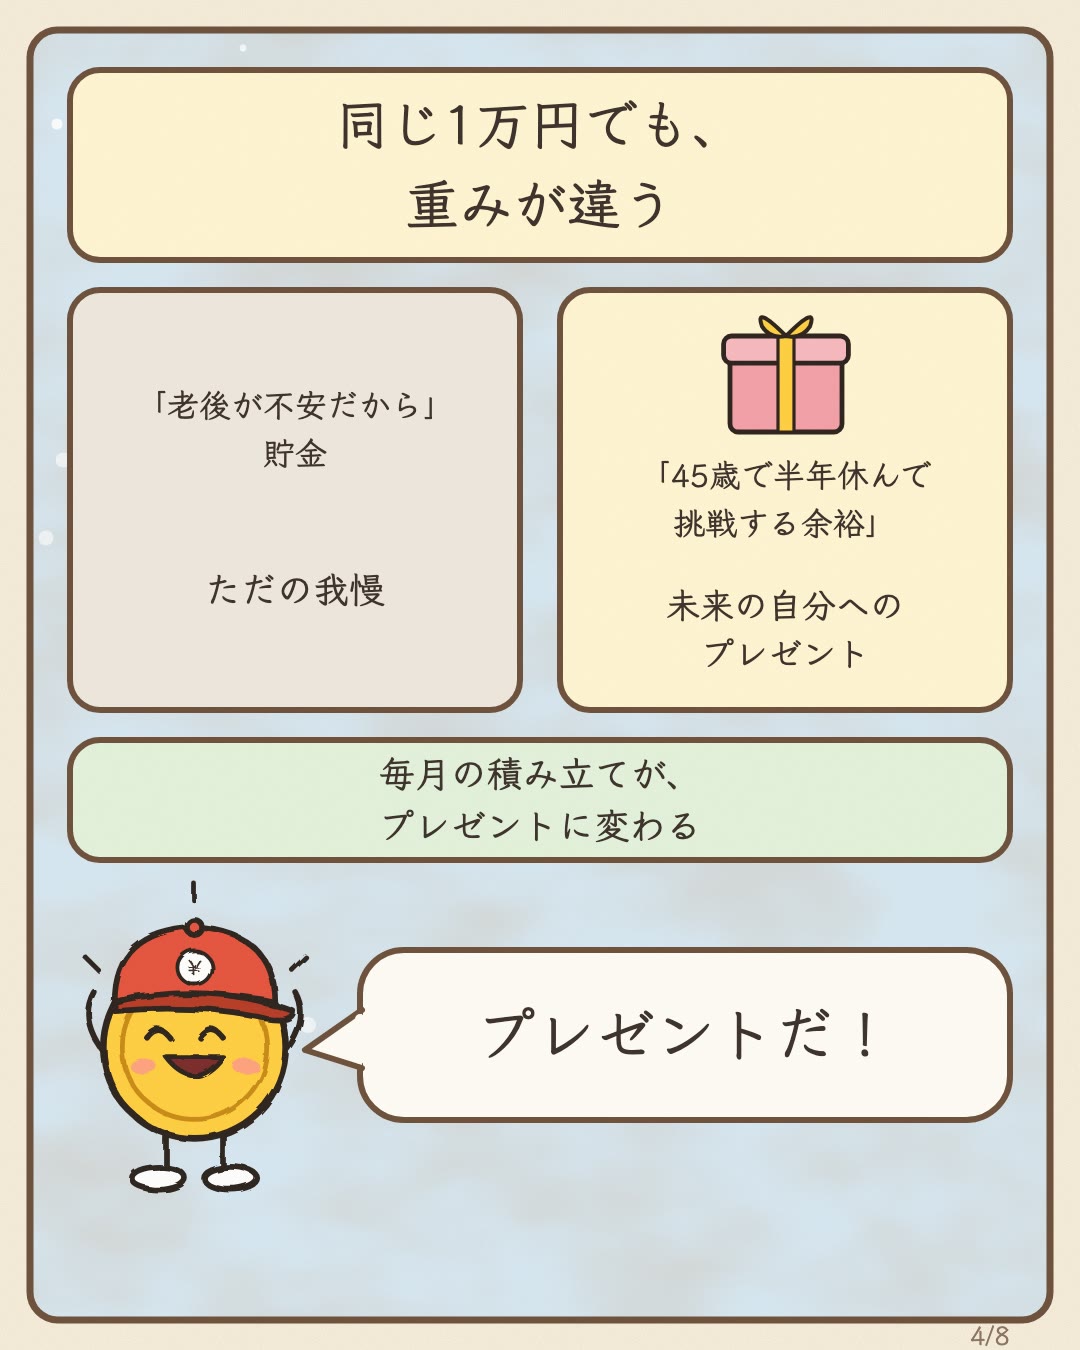 同じ1万円でも、
重みが違う
「老後が不安だから」
貯金
ただの我慢
「45歳で半年休んで
挑戦する余裕」
未来の自分への
プレゼント
毎月の積み立てが、
プレゼントに変わる
¥
プレゼントだ！
4/8